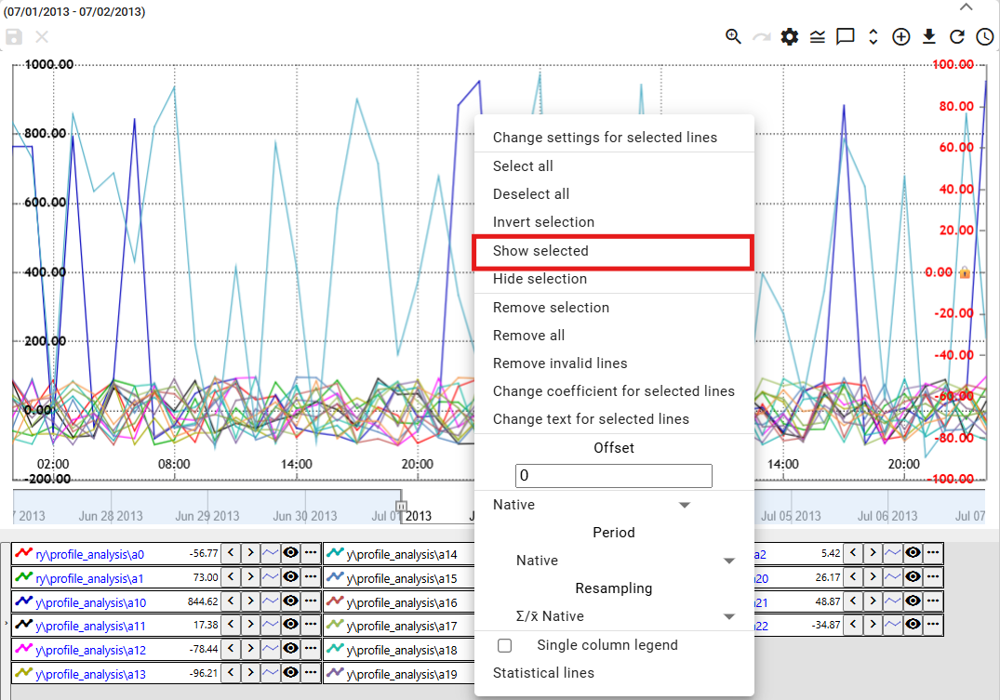 (07/01/2013 - 07/02/2013)
1000.00
800.00
600.00
400.00
200.00
0.00
-200.00
100.00
80.00
60.00
40.00
20.00
0.00
-20.00
-40.00
-60.00
-80.00
-100.00
02:00 08:00 14:00 20:00 14:00 20:00
7 2013 Jun 28 2013 Jun 29 2013 Jun 30 2013 Jul 01 2013 J Jul 05 2013 Jul 06 2013 Jul 07
Change settings for selected lines
Select all
Deselect all
Invert selection
Show selected
Hide selection
Remove selection
Remove all
Remove invalid lines
Change coefficient for selected lines
Change text for selected lines
Offset
0
Native
Period
Native
Resampling
Σ/x̄ Native
Single column legend
Statistical lines
ry\profile_analysis\a0 -56.77 y\profile_analysis\a14 a2 5.42
ry\profile_analysis\a1 73.00 y\profile_analysis\a15 20 26.17
y\profile_analysis\a10 844.62 y\profile_analysis\a16 21 48.87
y\profile_analysis\a11 17.38 y\profile_analysis\a17 22 -34.87
y\profile_analysis\a12 -78.44 y\profile_analysis\a18
y\profile_analysis\a13 -96.21 y\profile_analysis\a19